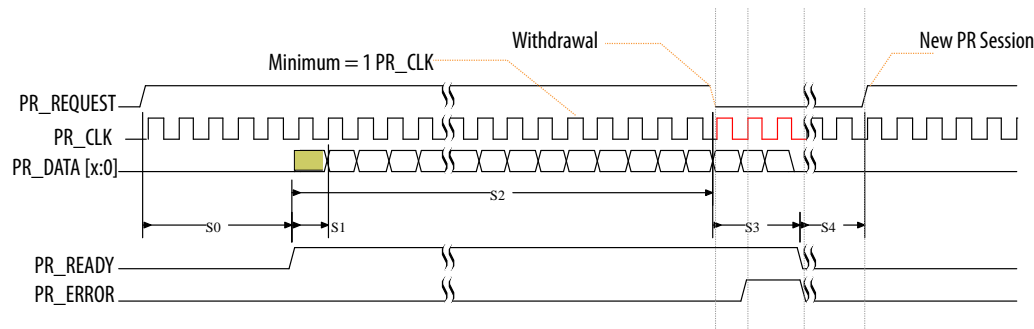 Withdrawal
New PR Session
Minimum = 1 PR_CLK
PR_REQUEST
PR_CLK
PR_DATA [x:0]
S2
S0
S1
S3
S4
PR_READY
PR_ERROR